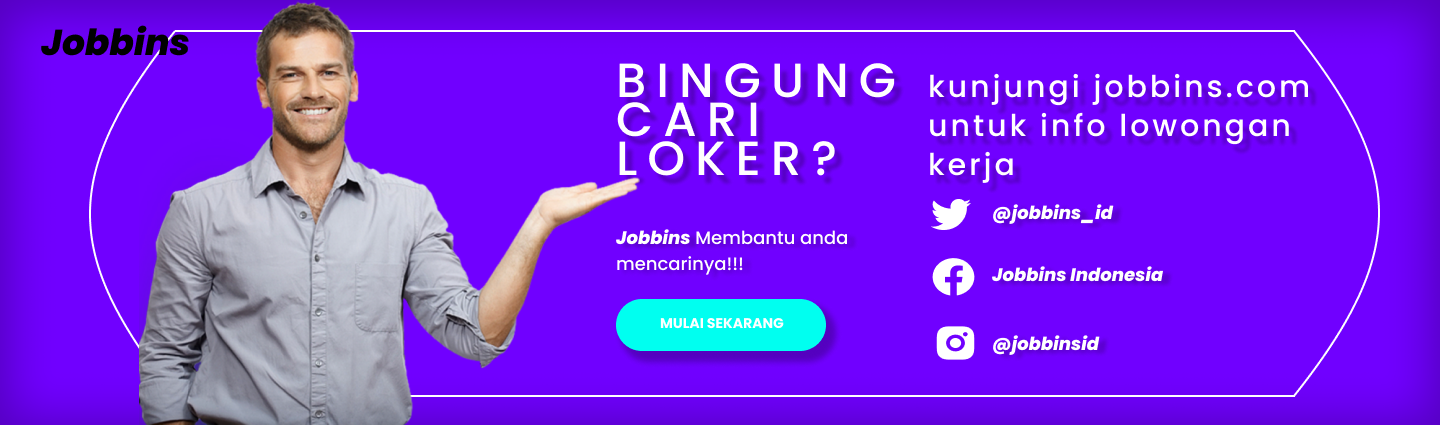 Jobbins
BINGUNG
CARI
LOKER?
Jobbins Membantu anda
mencarinya!!!
MULAI SEKARANG
kunjungi jobbins.com
untuk info lowongan
kerja
@jobbins_id
Jobbins Indonesia
@jobbinsid